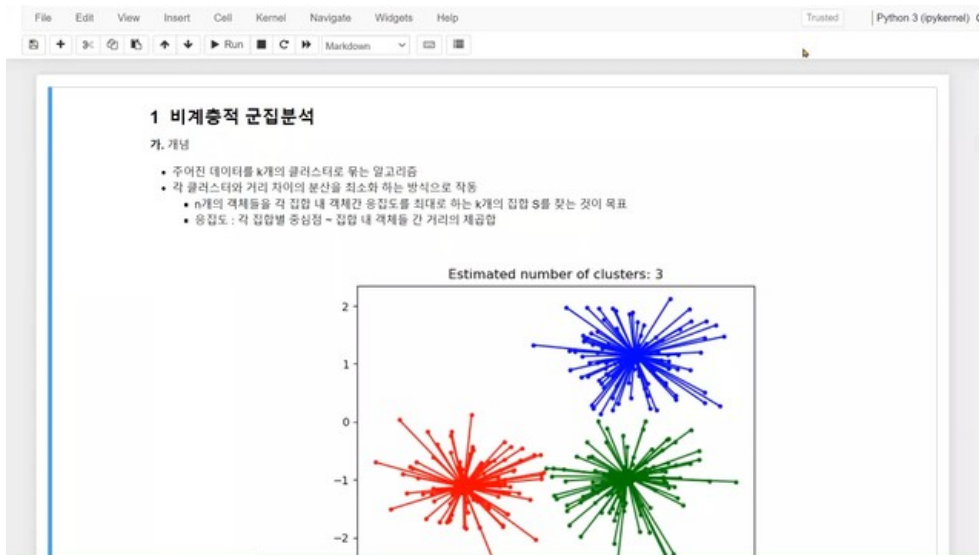 File Edit View Insert Cell Kernel Navigate Widgets Help Trusted Python 3 (ipykernel)
Run Markdown
1 비계층적 군집분석
가. 개념
주어진 데이터를 k개의 클러스터로 묶는 알고리즘
각 클러스터와 거리 차이의 분산을 최소화 하는 방식으로 작동
n개의 객체들을 각 집합 내 객체간 응집도를 최대로 하는 k개의 집합 S를 찾는 것이 목표
응집도 : 각 집합별 중심점 ~ 집합 내 객체들 간 거리의 제곱합
Estimated number of clusters: 3
2
1
0
−1
−2